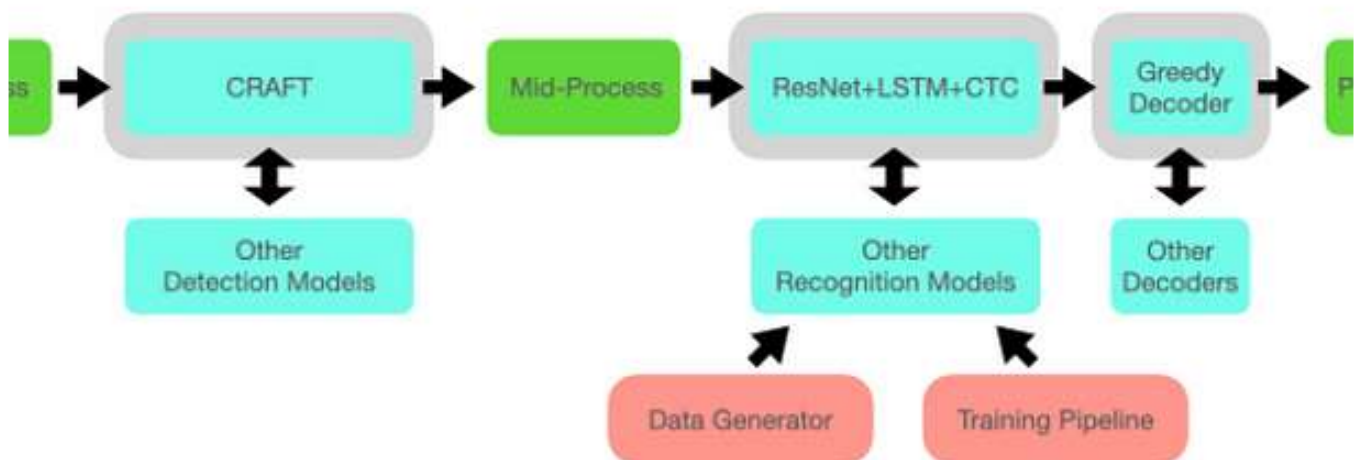 ss
CRAFT
Mid-Process
ResNet+LSTM+CTC
Greedy
Decoder
P
Other
Detection Models
Other
Recognition Models
Other
Decoders
Data Generator
Training Pipeline